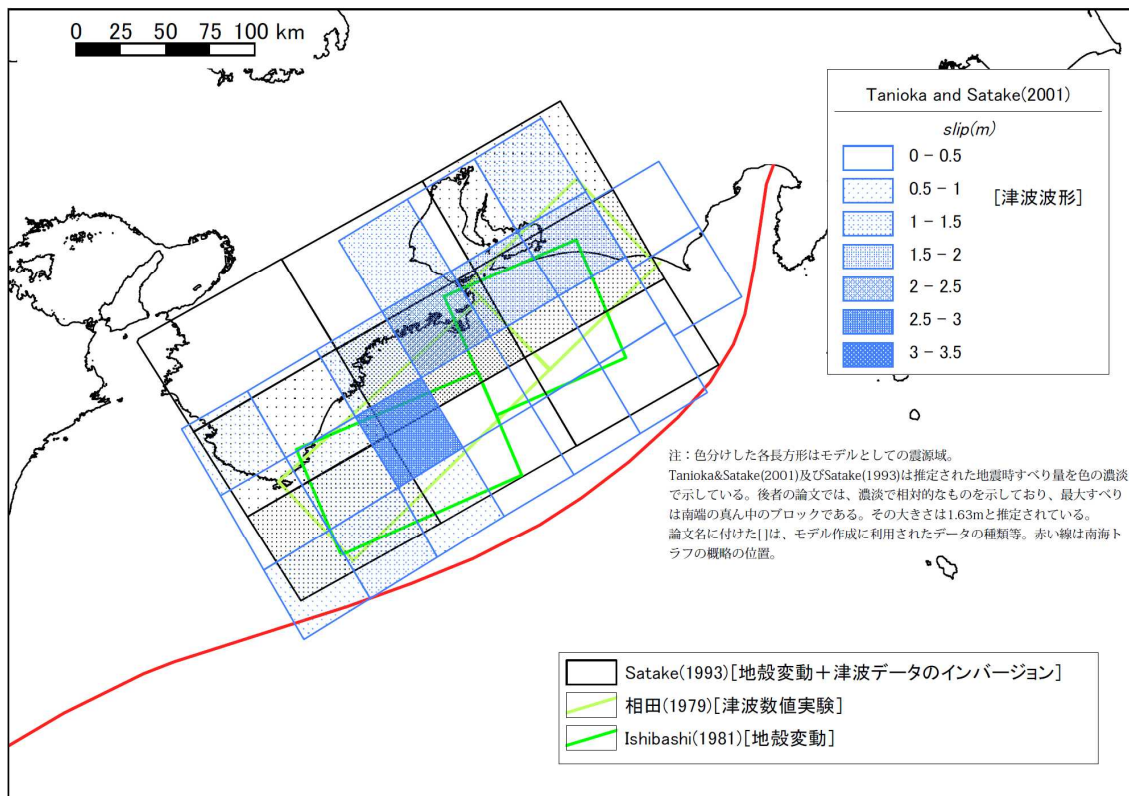 0 25 50 75 100 km
Tanioka and Satake(2001)
slip(m)
0 – 0.5
0.5 – 1
1 – 1.5
1.5 – 2
2 – 2.5
2.5 – 3
3 – 3.5
[津波波形]
注：色分けした各長方形はモデルとしての震源域。
Tanioka&Satake(2001)及びSatake(1993)は推定された地震時すべり量を色の濃淡
で示している。後者の論文では、濃淡で相対的なものを示しており、最大すべり
は南端の真ん中のブロックである。その大きさは1.63mと推定されている。
論文名に付けた[]は、モデル作成に利用されたデータの種類等。赤い線は南海ト
ラフの概略の位置。
Satake(1993)[地殻変動＋津波データのインバージョン]
相田(1979)[津波数値実験]
Ishibashi(1981)[地殻変動]